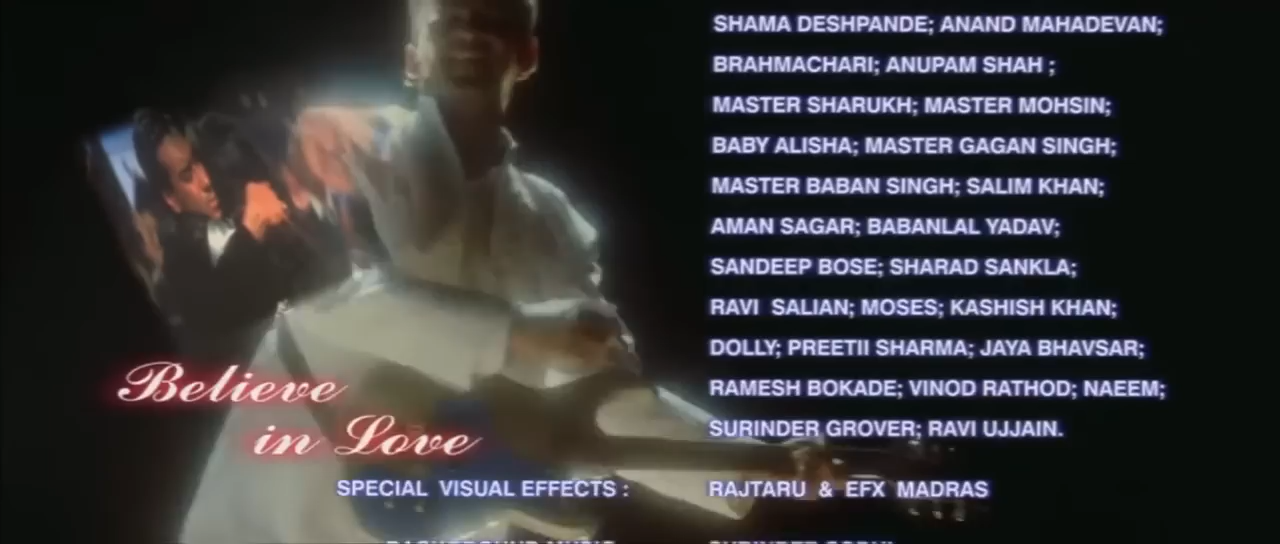 SHAMA DESHPANDE; ANAND MAHADEVAN;
BRAHMACHARI; ANUPAM SHAH ;
MASTER SHARUKH; MASTER MOHSIN;
BABY ALISHA; MASTER GAGAN SINGH;
MASTER BABAN SINGH; SALIM KHAN;
AMAN SAGAR; BABANLAL YADAV;
SANDEEP BOSE; SHARAD SANKLA;
RAVI SALIAN; MOSES; KASHISH KHAN;
DOLLY; PREETII SHARMA; JAYA BHAVSAR;
RAMESH BOKADE; VINOD RATHOD; NAEEM;
SURINDER GROVER; RAVI UJJAIN.
Believe
in Love
SPECIAL VISUAL EFFECTS : RAJTARU & EFX MADRAS